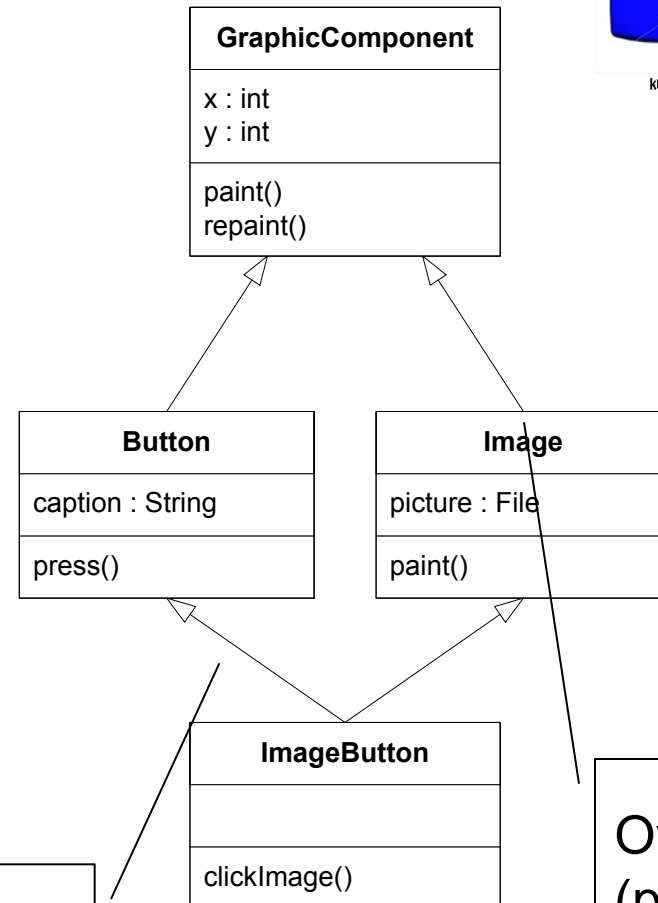 GraphicComponent
x : int
y : int
paint()
repaint()
Button
caption : String
press()
Image
picture : File
paint()
ImageButton
clickImage()